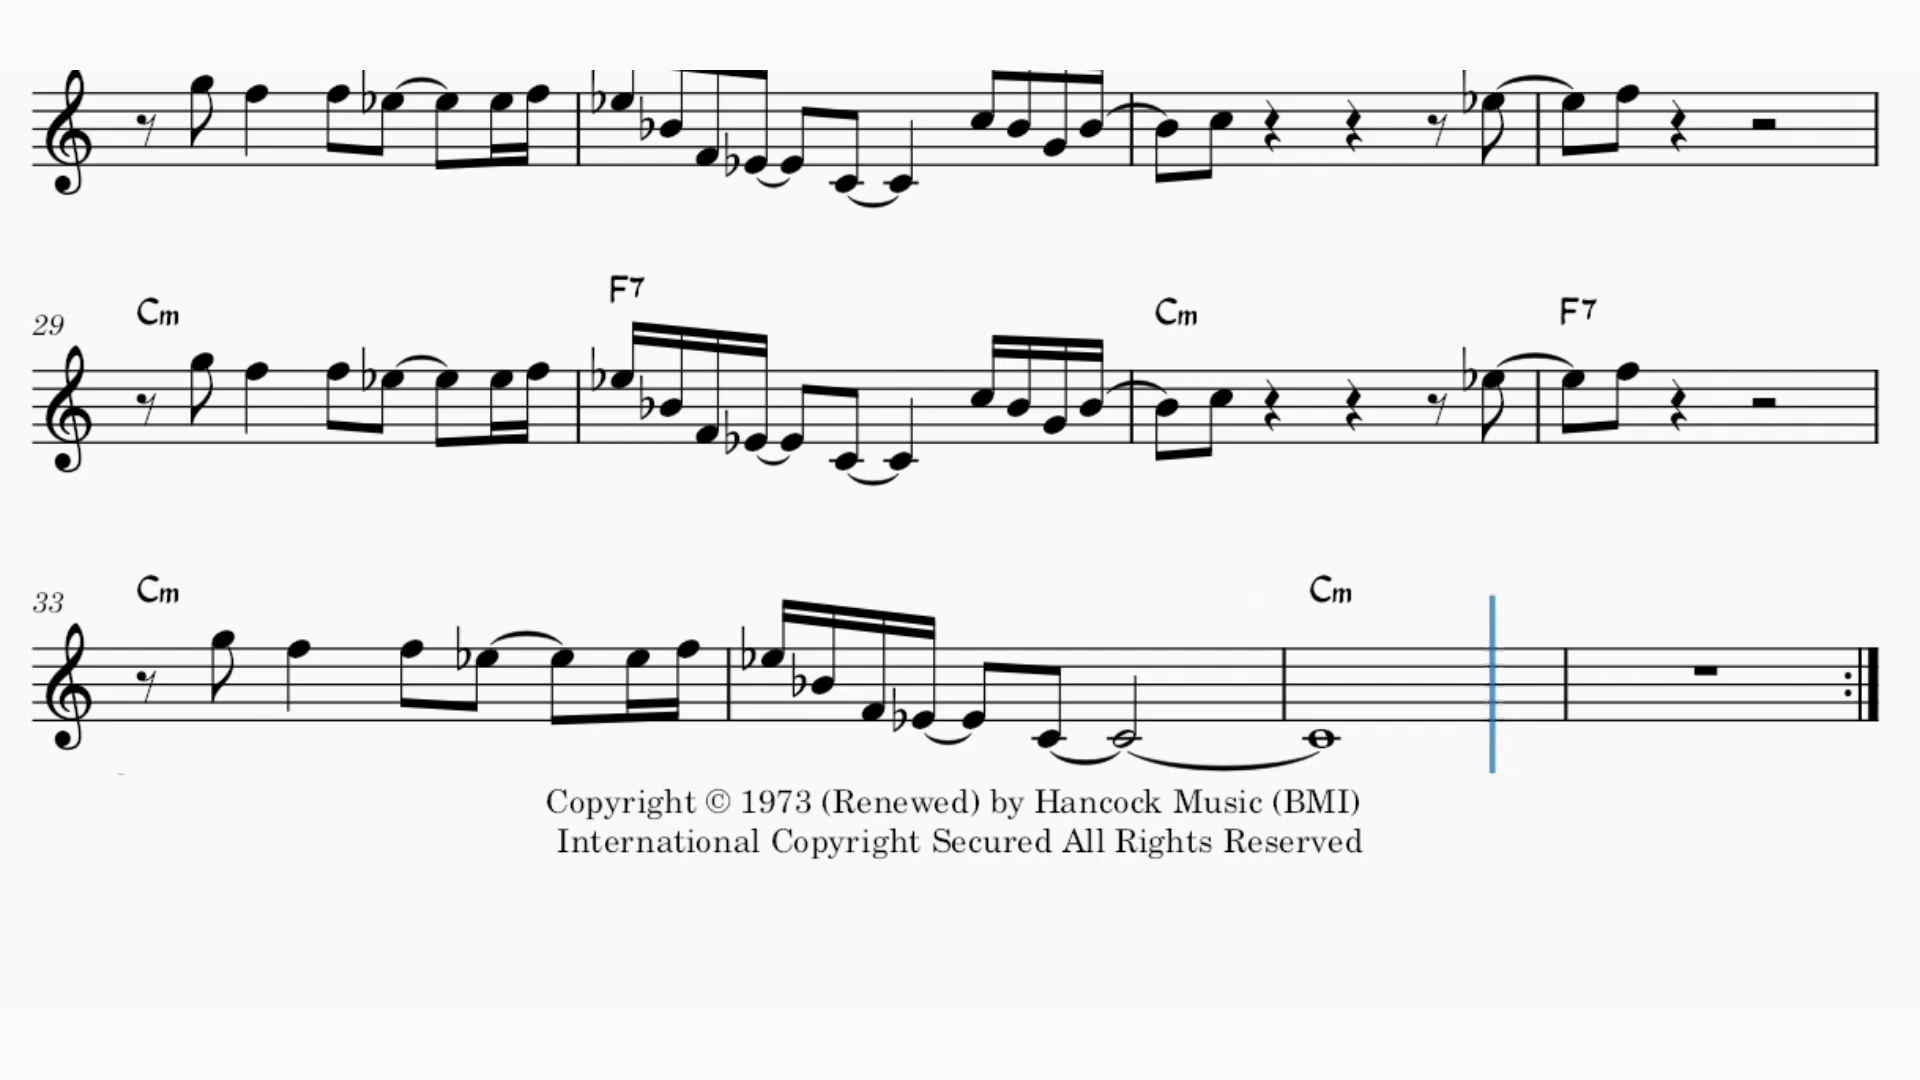 F7
29 Cm Cm F7
33 Cm Cm
Copyright © 1973 (Renewed) by Hancock Music (BMI)
International Copyright Secured All Rights Reserved